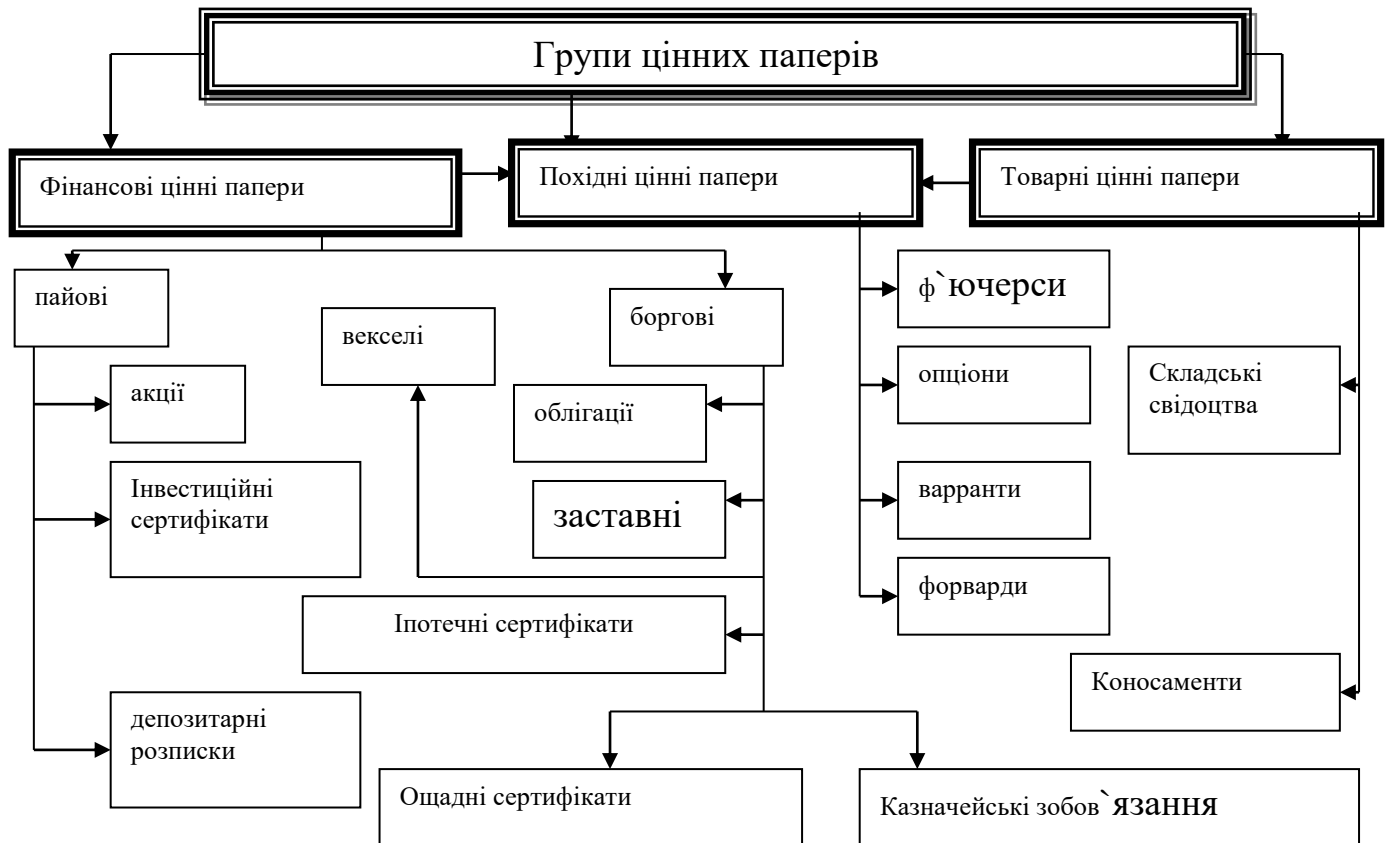 Групи цінних паперів
Фінансові цінні папери
Похідні цінні папери
Товарні цінні папери
пайові
векселі
боргові
ф`ючерси
акції
облігації
опціони
Складські
свідоцтва
Інвестиційні
сертифікати
заставні
варранти
форварди
Іпотечні сертифікати
Коносаменти
депозитарні
розписки
Ощадні сертифікати
Казначейські зобов`язання